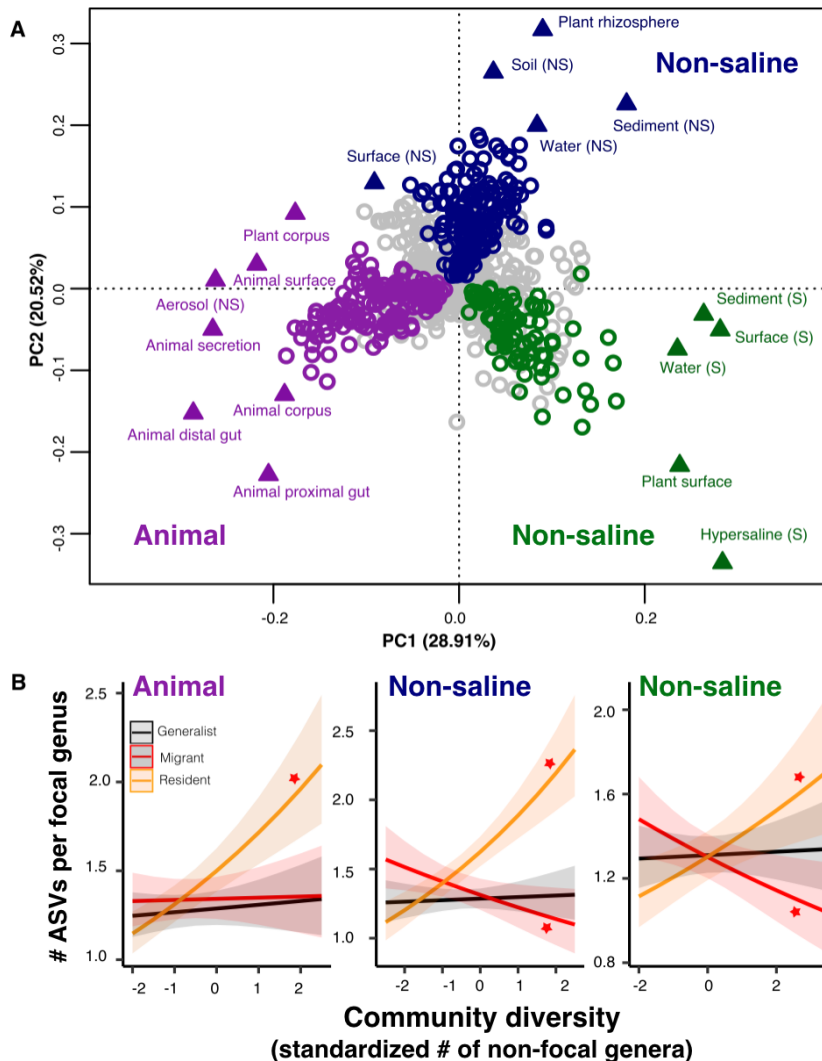 A
Plant rhizosphere
Soil (NS)
Non-saline
Sediment (NS)
Water (NS)
Surface (NS)
Plant corpus
Animal surface
Aerosol (NS)
Animal secretion
Sediment (S)
Surface (S)
Water (S)
Animal corpus
Animal distal gut
Animal proximal gut
Plant surface
Hypersaline (S)
Animal
Non-saline
0.3
0.2
0.1
0.0
-0.1
-0.2
-0.3
PC2 (20.52%)
-0.2
0.0
0.2
PC1 (28.91%)
B
Animal
Non-saline
Non-saline
Generalist
Migrant
Resident
# ASVs per focal genus
2.5
2.0
1.5
1.0
2.5
2.0
1.5
1.0
2.0
1.6
1.2
0.8
-2 -1 0 1 2
-2 -1 0 1 2
-2 0 2
Community diversity
(standardized # of non-focal genera)